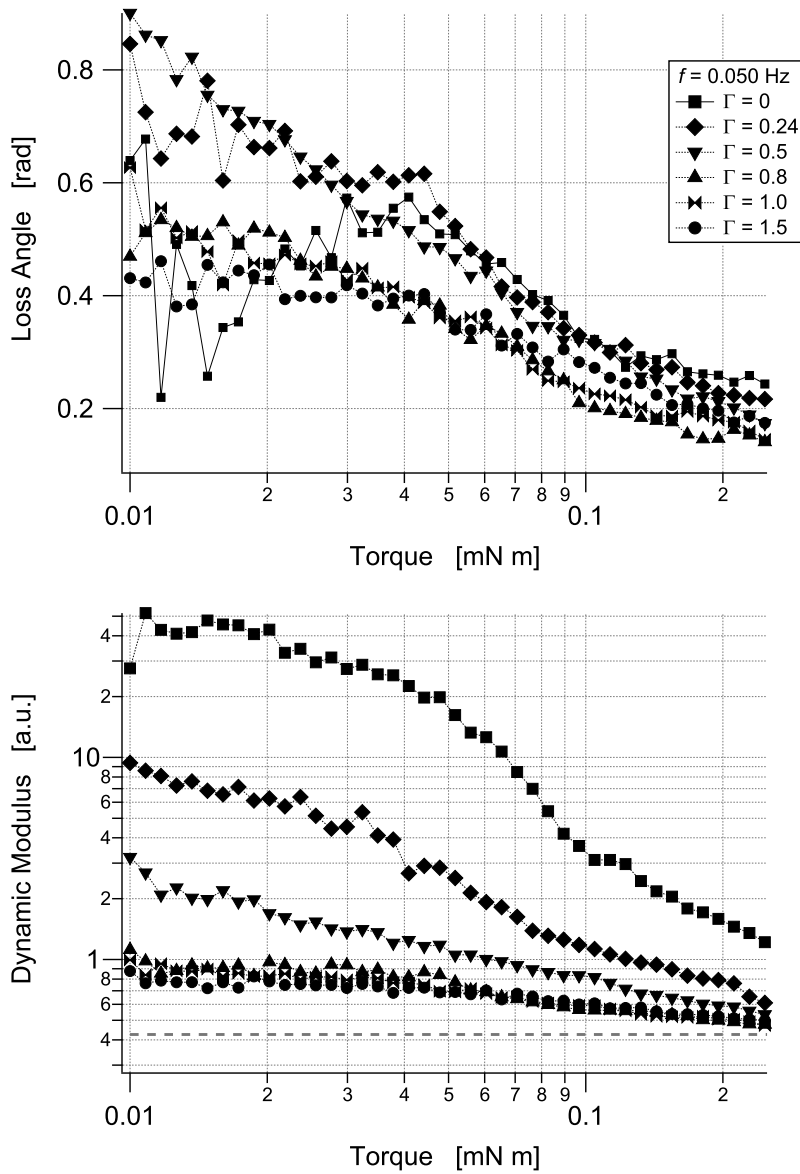 0.8
0.6
0.4
0.2
Loss Angle [rad]
f = 0.050 Hz
Γ = 0
Γ = 0.24
Γ = 0.5
Γ = 0.8
Γ = 1.0
Γ = 1.5
2 3 4 5 6 7 8 9 2
0.01 0.1
Torque [mN m]
4
2
10
8
6
4
2
1
8
6
4
Dynamic Modulus [a.u.]
2 3 4 5 6 7 8 9 2
0.01 0.1
Torque [mN m]